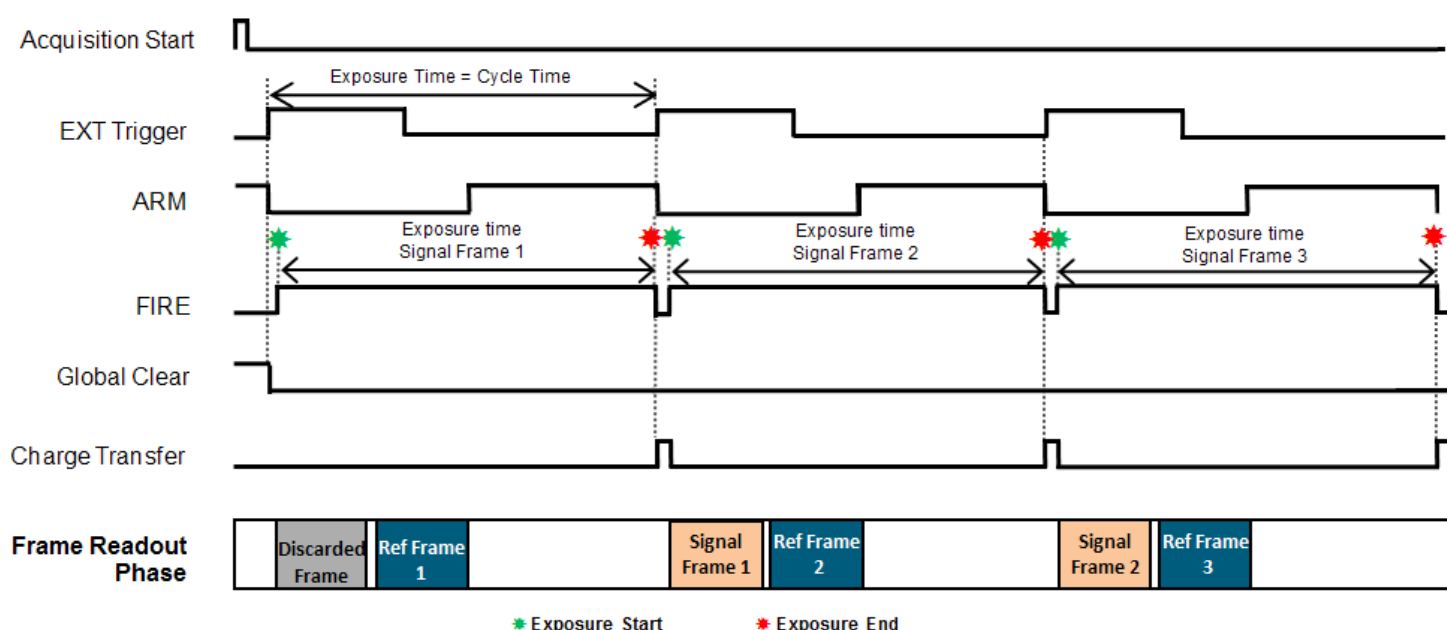 Acquisition Start
Exposure Time = Cycle Time
EXT Trigger
ARM
Exposure time
Signal Frame 1
Exposure time
Signal Frame 2
Exposure time
Signal Frame 3
FIRE
Global Clear
Charge Transfer
Frame Readout
Phase
Discarded
Frame
Ref Frame
1
Signal
Frame 1
Ref Frame
2
Signal
Frame 2
Ref Frame
3
Exposure Start
Exposure End